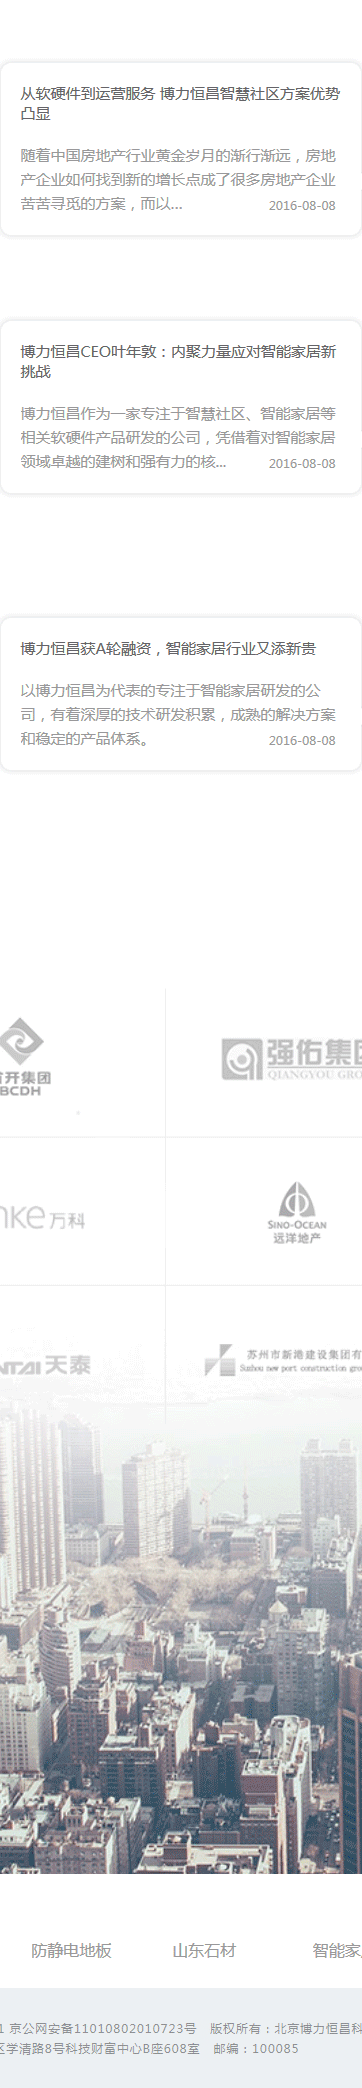 从软硬件到运营服务 博力恒昌智慧社区方案优势
凸显
随着中国房地产行业黄金岁月的渐行渐远，房地
产企业如何找到新的增长点成了很多房地产企业
苦苦寻觅的方案，而以... 2016-08-08
博力恒昌CEO叶年敦：内聚力量应对智能家居新
挑战
博力恒昌作为一家专注于智慧社区、智能家居等
相关软硬件产品研发的公司，凭借着对智能家居
领域卓越的建树和强有力的核... 2016-08-08
博力恒昌获A轮融资，智能家居行业又添新贵
以博力恒昌为代表的专注于智能家居研发的公
司，有着深厚的技术研发积累，成熟的解决方案
和稳定的产品体系。 2016-08-08
开集团
BCDH
强佑集团
QIANGYOU GRO
nke 万科
SINO-OCEAN
远洋地产
NTAI 天泰
苏州市新港建设集团有
Suzhou new port construction gro
防静电地板 山东石材 智能家
1 京公网安备11010802010723号 版权所有：北京博力恒昌科
区学清路8号科技财富中心B座608室 邮编：100085